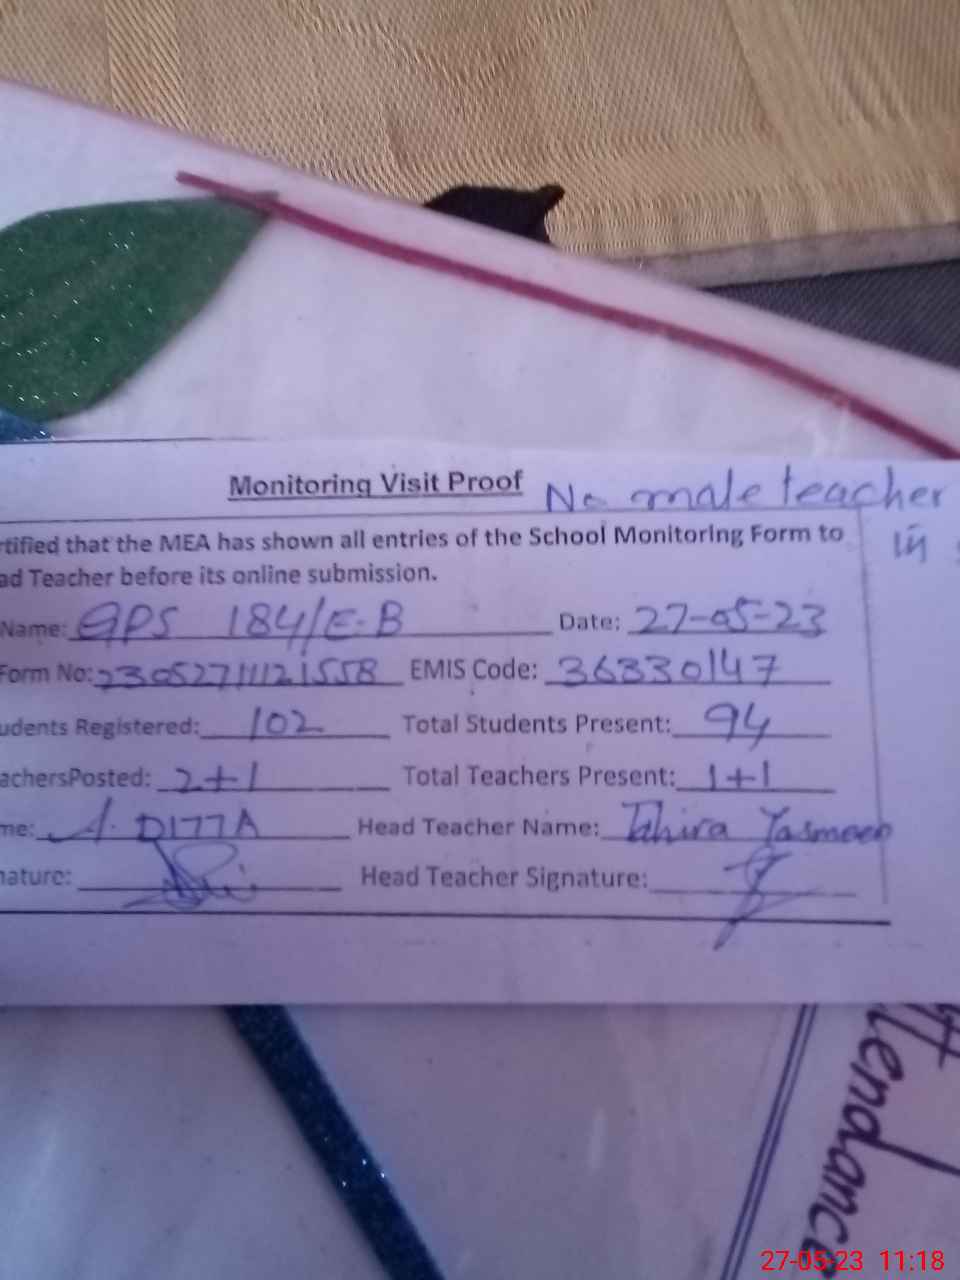 Monitoring Visit Proof No male teacher
in
rtified that the MEA has shown all entries of the School Monitoring Form to
ad Teacher before its online submission.
Name: GPS 184/E-B Date: 27-05-23
Form No: 23052711121558 EMIS Code: 36330147
udents Registered: 102 Total Students Present: 94
achersPosted: 2+1 Total Teachers Present: 1+1
me: A. DITTA Head Teacher Name: Tahira Yasmeen
nature: Head Teacher Signature:
ttendance
27-05-23 11:18